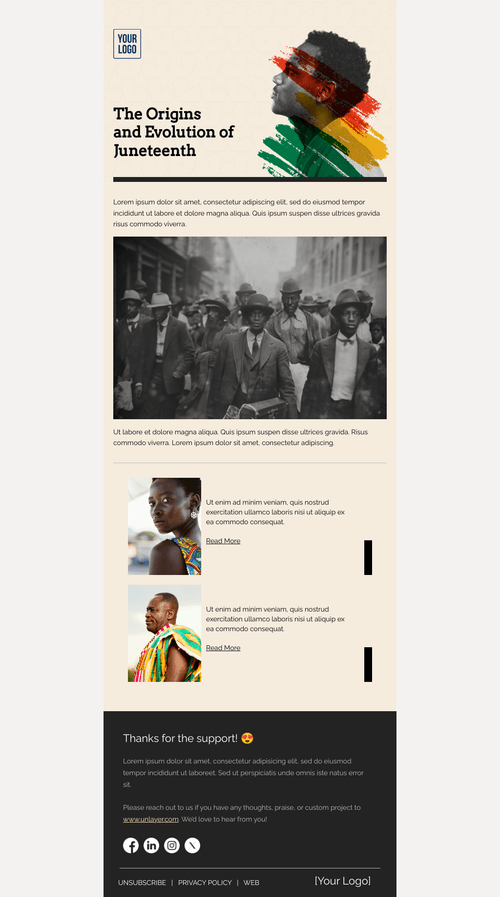 YOUR
LOGO
The Origins
and Evolution of
Juneteenth
Lorem ipsum dolor sit amet, consectetur adipiscing elit, sed do eiusmod tempor
incididunt ut labore et dolore magna aliqua. Quis ipsum suspen disse ultrices gravida
risus commodo viverra.
Ut labore et dolore magna aliqua. Quis ipsum suspen disse ultrices gravida. Risus
commodo viverra. Lorem ipsum dolor sit amet, consectetur adipiscing.
Ut enim ad minim veniam, quis nostrud
exercitation ullamco laboris nisi ut aliquip ex
ea commodo consequat.
Read More
Ut enim ad minim veniam, quis nostrud
exercitation ullamco laboris nisi ut aliquip ex
ea commodo consequat.
Read More
Thanks for the support! 😍
Lorem ipsum dolor sit amet, consectetur adipisicing elit, sed do eiusmod
tempor incididunt ut laboreet. Sed ut perspiciatis unde omnis iste natus error
sit.
Please reach out to us if you have any thoughts, praise, or custom project to
www.unlayer.com. We'd love to hear from you!
UNSUBSCRIBE | PRIVACY POLICY | WEB
[Your Logo]